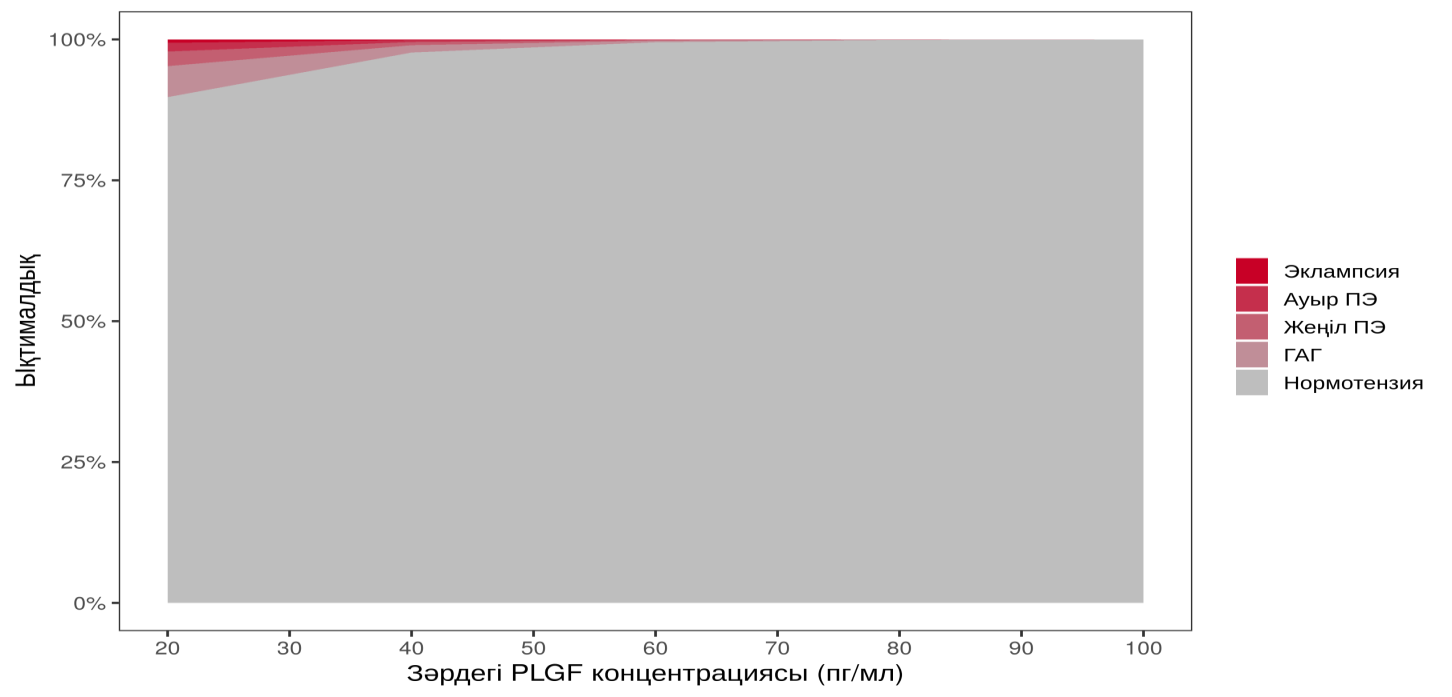 100%
75%
50%
25%
0%
Ықтималдық
20 30 40 50 60 70 80 90 100
Зәрдегі PLGF концентрациясы (пг/мл)
Эклампсия
Ауыр ПЭ
Жеңіл ПЭ
ГАГ
Нормотензия